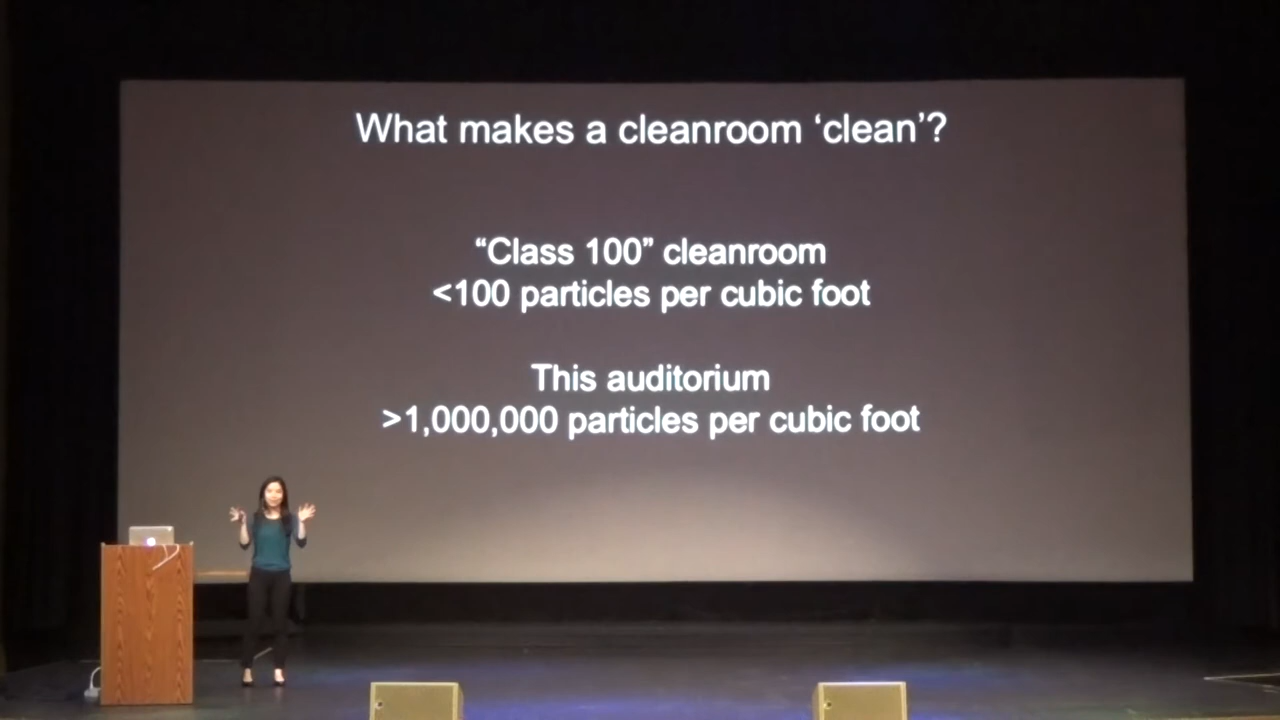 What makes a cleanroom ‘clean’?
“Class 100” cleanroom
<100 particles per cubic foot
This auditorium
>1,000,000 particles per cubic foot